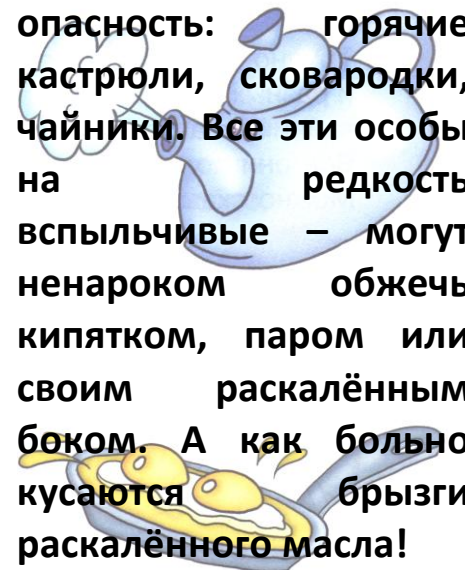 опасность: горячие
кастрюли, сковародки,
чайники. Все эти особы
на редкость
вспыльчивые – могут
ненароком обжечь
кипятком, паром или
своим раскалённым
боком. А как больно
кусаются брызги
раскалённого масла!